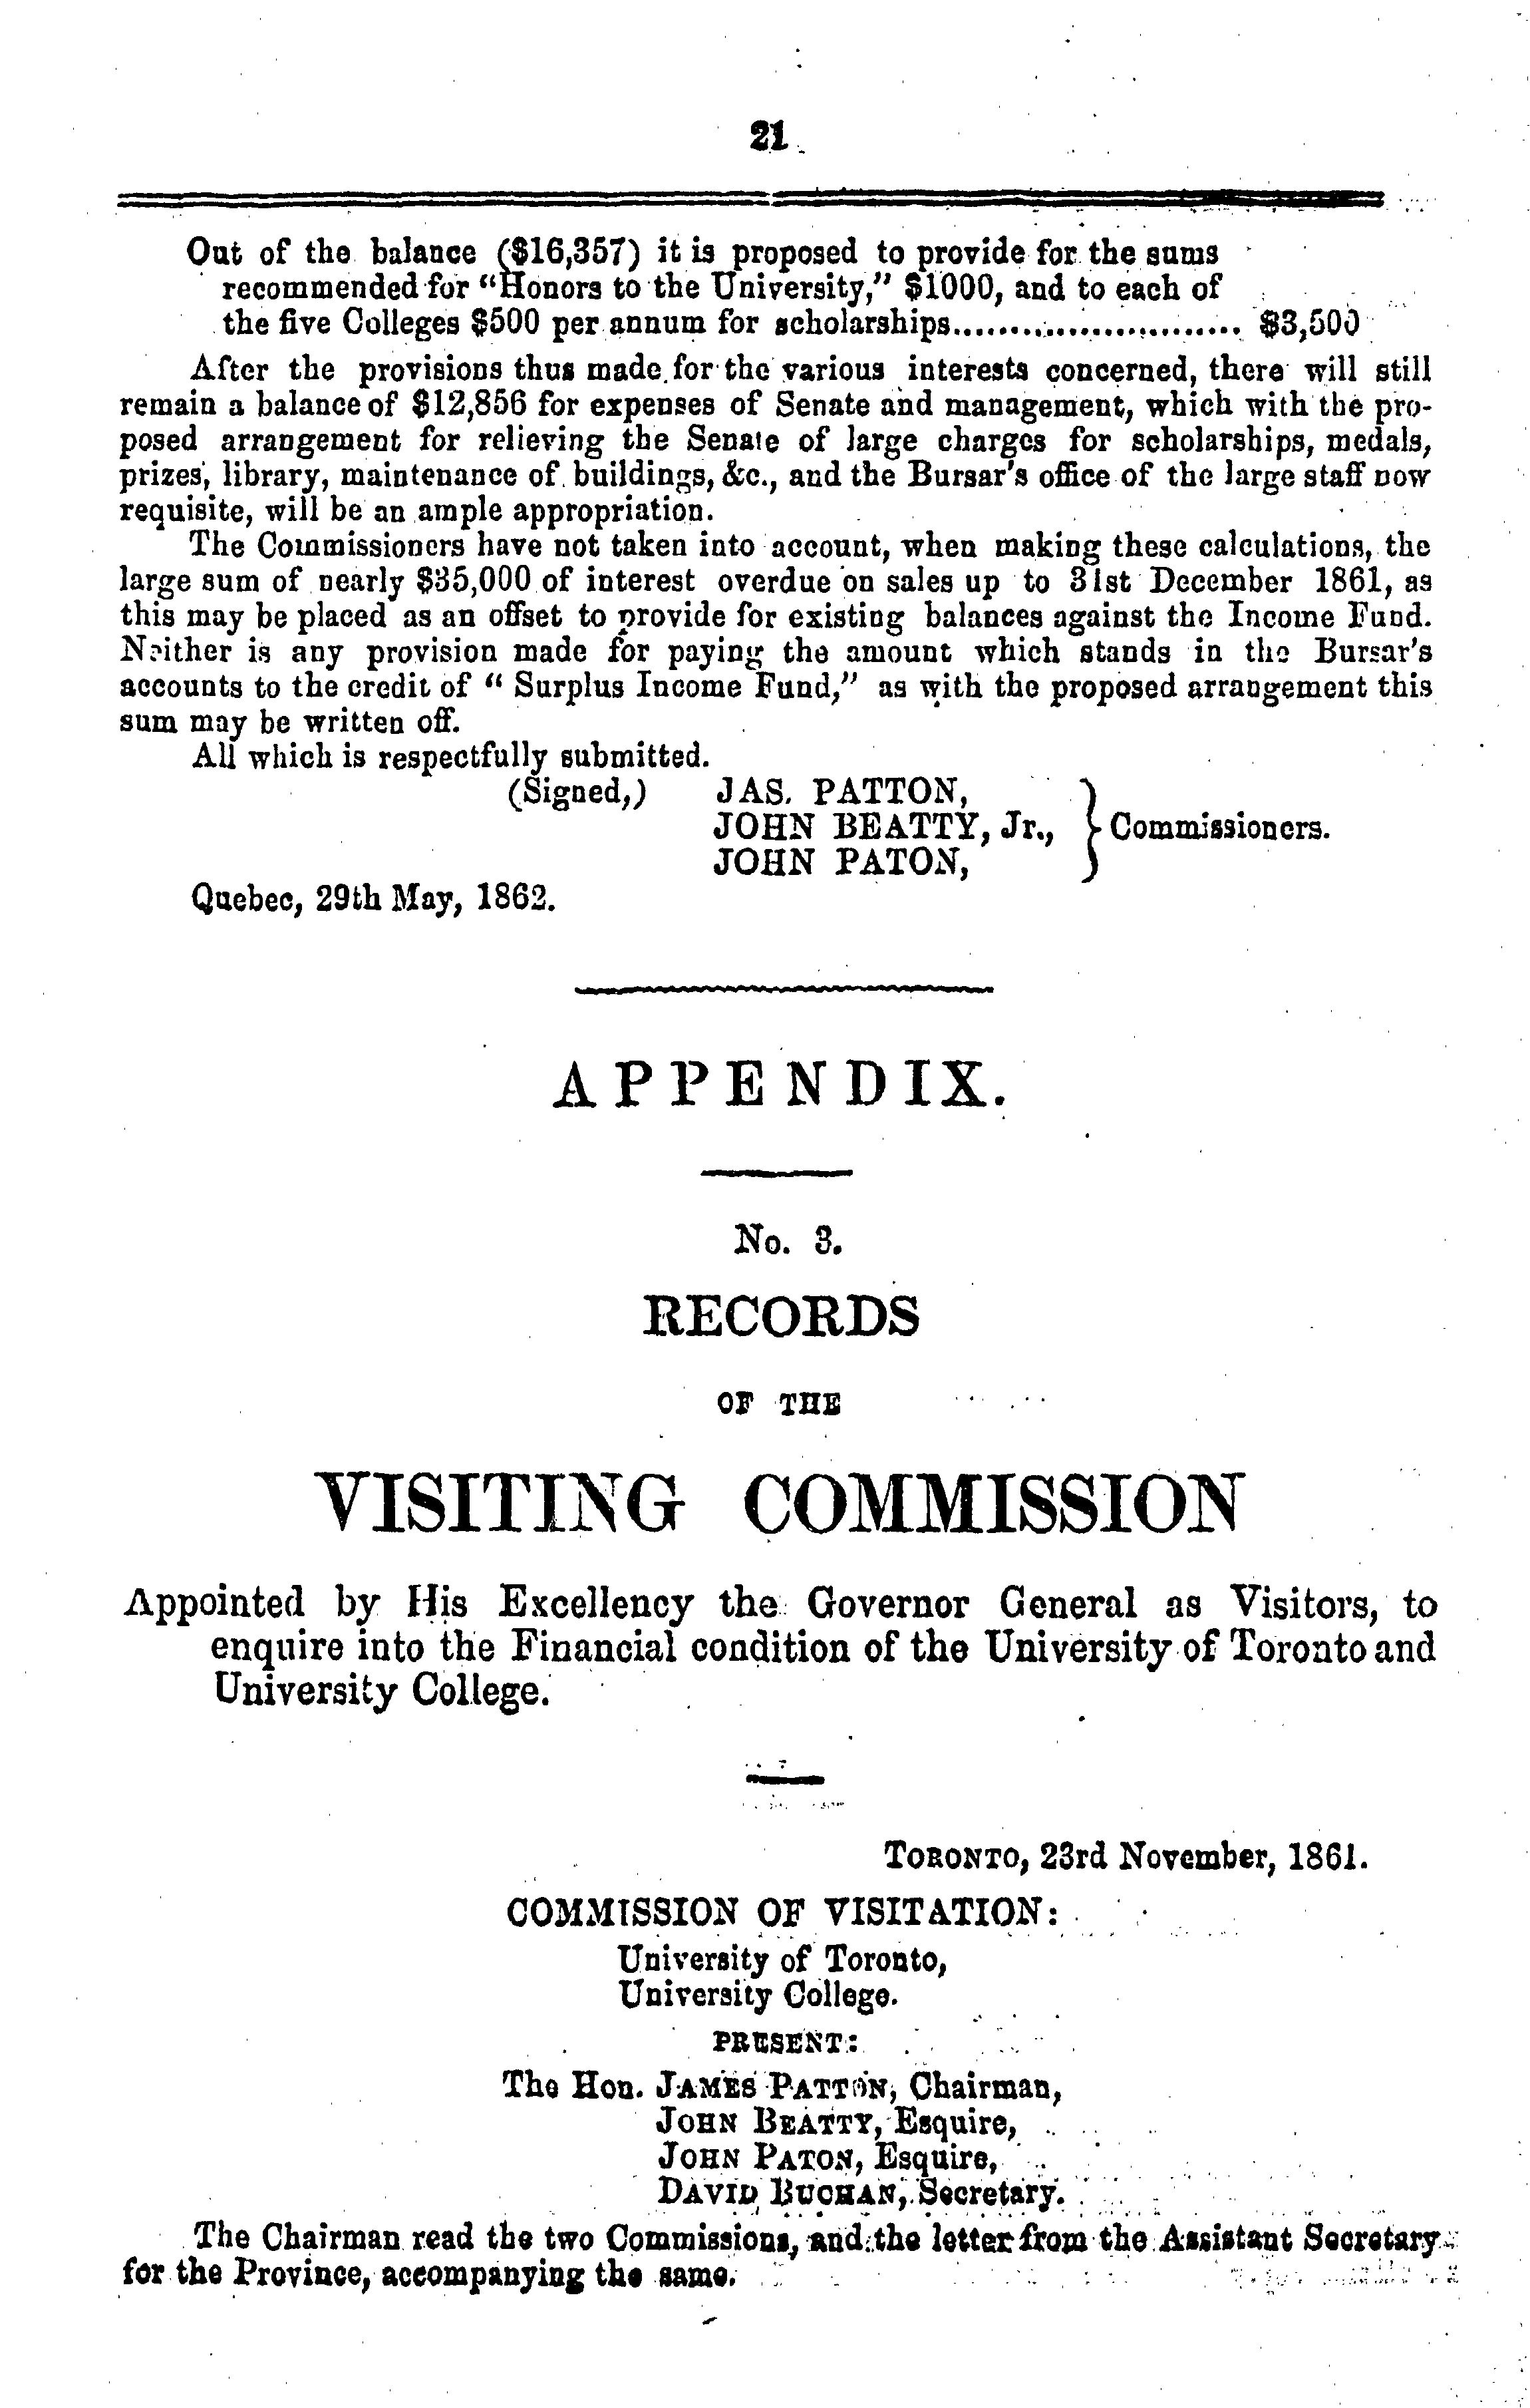 21
Out of the balance ($16,357) it is proposed to provide for the sums
recommended for "Honors to the University," $1000, and to each of
the five Colleges $500 per annum for scholarships.......................... $3,500
After the provisions thus made for the various interests concerned, there will still
remain a balance of $12,856 for expenses of Senate and management, which with the pro-
posed arrangement for relieving the Senate of large charges for scholarships, medals,
prizes, library, maintenance of buildings, &c., and the Bursar's office of the large staff now
requisite, will be an ample appropriation.
The Commissioners have not taken into account, when making these calculations, the
large sum of nearly $35,000 of interest overdue on sales up to 31st December 1861, as
this may be placed as an offset to provide for existing balances against the Income Fund.
Neither is any provision made for paying the amount which stands in the Bursar's
accounts to the credit of "Surplus Income Fund," as with the proposed arrangement this
sum may be written off.
All which is respectfully submitted.
(Signed,) JAS. PATTON,
JOHN BEATTY, Jr., } Commissioners.
JOHN PATON,
Quebec, 29th May, 1862.
APPENDIX.
No. 3.
RECORDS
OF THE
VISITING COMMISSION
Appointed by His Excellency the Governor General as Visitors, to
enquire into the Financial condition of the University of Toronto and
University College.
TORONTO, 23rd November, 1861.
COMMISSION OF VISITATION:
University of Toronto,
University College.
PRESENT:
The Hon. JAMES PATTON, Chairman,
JOHN BEATTY, Esquire,
JOHN PATON, Esquire,
DAVID BUCHAN, Secretary.
The Chairman read the two Commissions, and the letter from the Assistant Secretary
for the Province, accompanying the same.